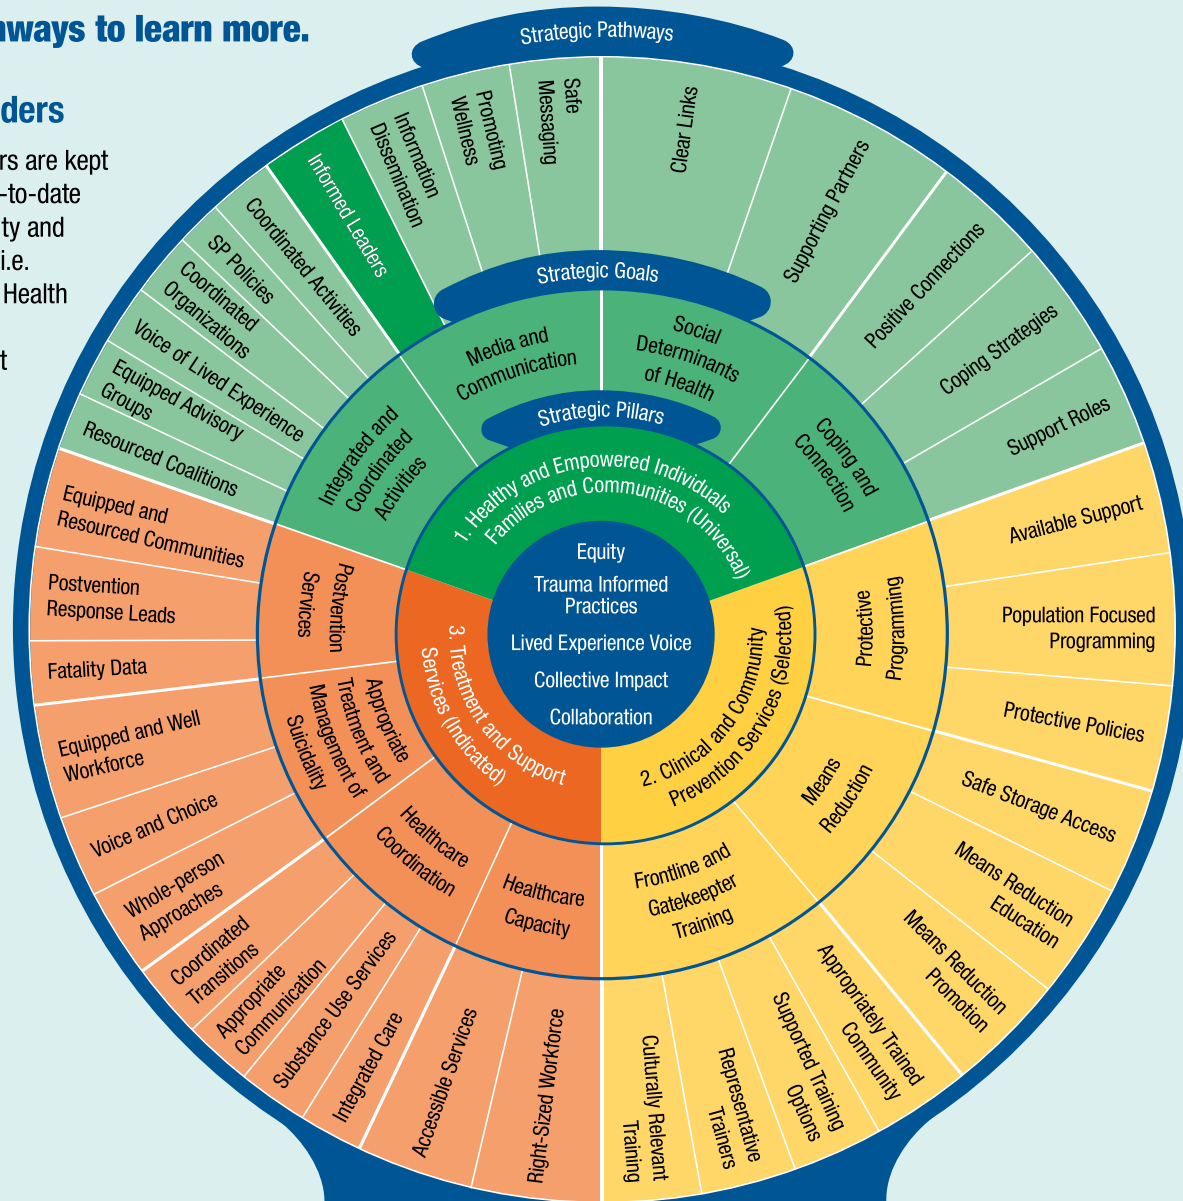 nways to learn more.
ders
rs are kept
-to-date
ty and
i.e.
Health
t
Strategic Pathways
Informed Leaders
Information
Dissemination
Promoting
Wellness
Safe
Messaging
Clear Links
Supporting Partners
Positive Connections
Coping Strategies
Support Roles
Coordinated Activities
SP Policies
Coordinated
Organizations
Voice of Lived Experience
Equipped Advisory
Groups
Resourced Coalitions
Strategic Goals
Integrated and
Coordinated
Activities
Media and
Communication
Social
Determinants
of Health
Coping and
Connection
Strategic Pillars
1. Healthy and Empowered Individuals
Families and Communities (Universal)
Equity
Trauma Informed
Practices
Lived Experience Voice
Collective Impact
Collaboration
2. Clinical and Community
Prevention Services (Selected)
3. Treatment and Support
Services (Indicated)
Protective
Programming
Means
Reduction
Frontline and
Gatekeeper
Training
Available Support
Population Focused
Programming
Protective Policies
Safe Storage Access
Means Reduction
Education
Means Reduction
Promotion
Appropriately Trained
Community
Supported Training
Options
Representative
Trainers
Culturally Relevant
Training
Postvention
Services
Appropriate
Treatment and
Management of
Suicidality
Healthcare
Coordination
Healthcare
Capacity
Equipped and
Resourced Communities
Postvention
Response Leads
Fatality Data
Equipped and Well
Workforce
Voice and Choice
Whole-person
Approaches
Coordinated
Transitions
Appropriate
Communication
Substance Use Services
Integrated Care
Accessible Services
Right-Sized Workforce